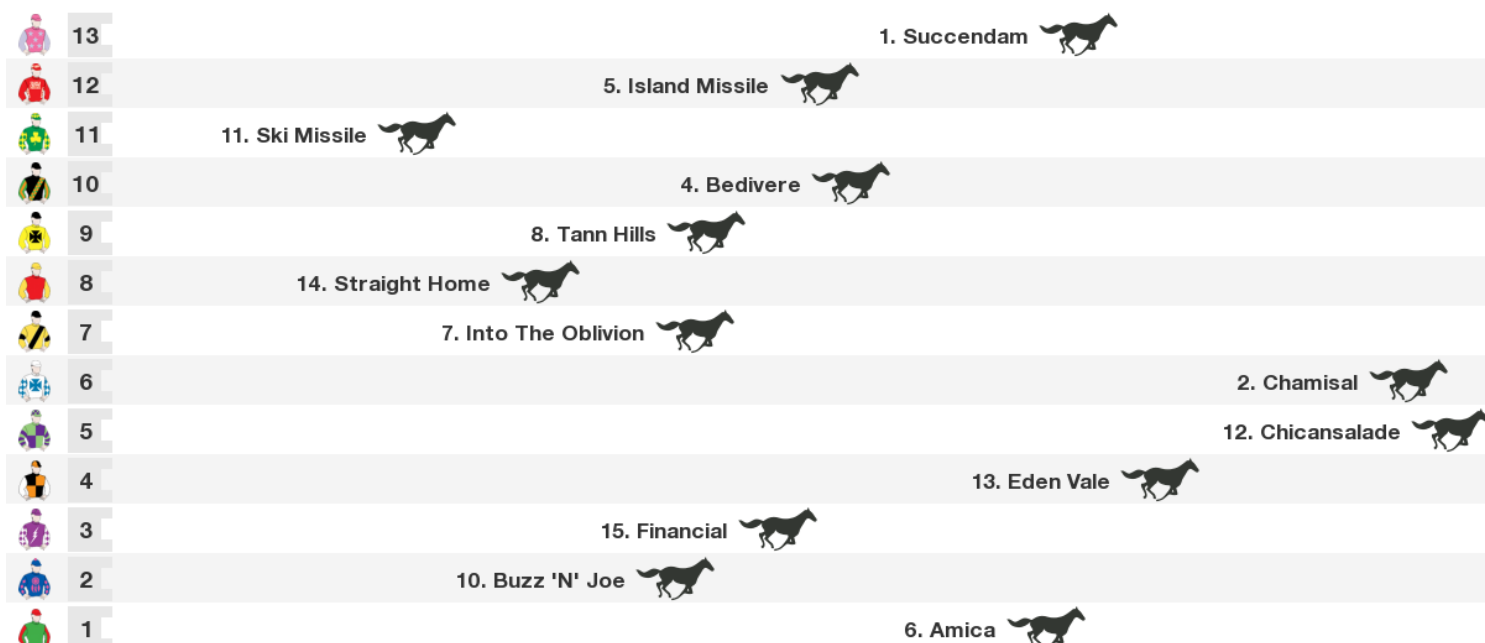 13 1. Succendam
12 5. Island Missile
11 11. Ski Missile
10 4. Bedivere
9 8. Tann Hills
8 14. Straight Home
7 7. Into The Oblivion
6 2. Chamisal
5 12. Chicansalade
4 13. Eden Vale
3 15. Financial
2 10. Buzz 'N' Joe
1 6. Amica